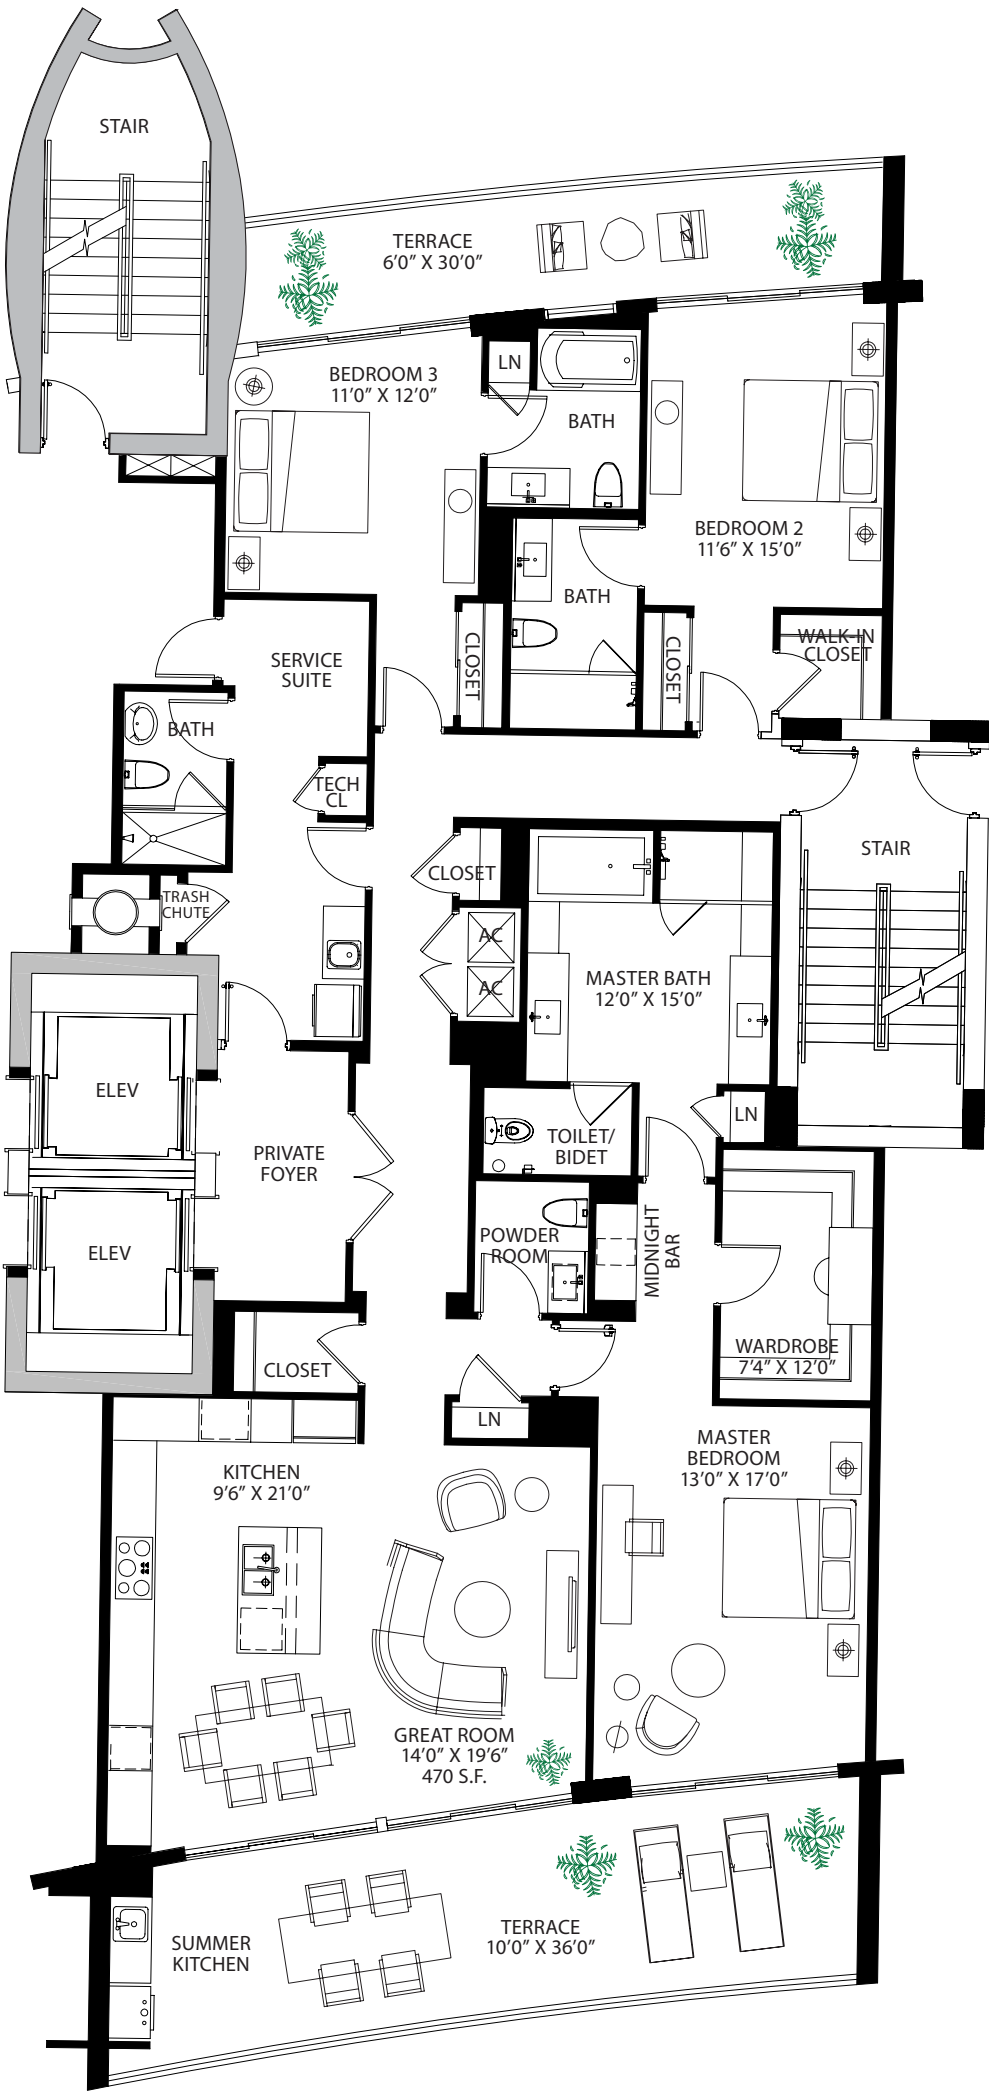 STAIR
TERRACE
6'0" X 30'0"
LN
BEDROOM 3
11'0" X 12'0"
BATH
BEDROOM 2
11'6" X 15'0"
BATH
WALK-IN
CLOSET
SERVICE
SUITE
CLOSET
CLOSET
BATH
TECH
CL
STAIR
CLOSET
TRASH
CHUTE
AC
AC
MASTER BATH
12'0" X 15'0"
ELEV
LN
TOILET/
BIDET
PRIVATE
FOYER
POWDER
ROOM
MIDNIGHT
BAR
ELEV
WARDROBE
7'4" X 12'0"
CLOSET
LN
MASTER
BEDROOM
13'0" X 17'0"
KITCHEN
9'6" X 21'0"
GREAT ROOM
14'0" X 19'6"
470 S.F.
TERRACE
10'0" X 36'0"
SUMMER
KITCHEN